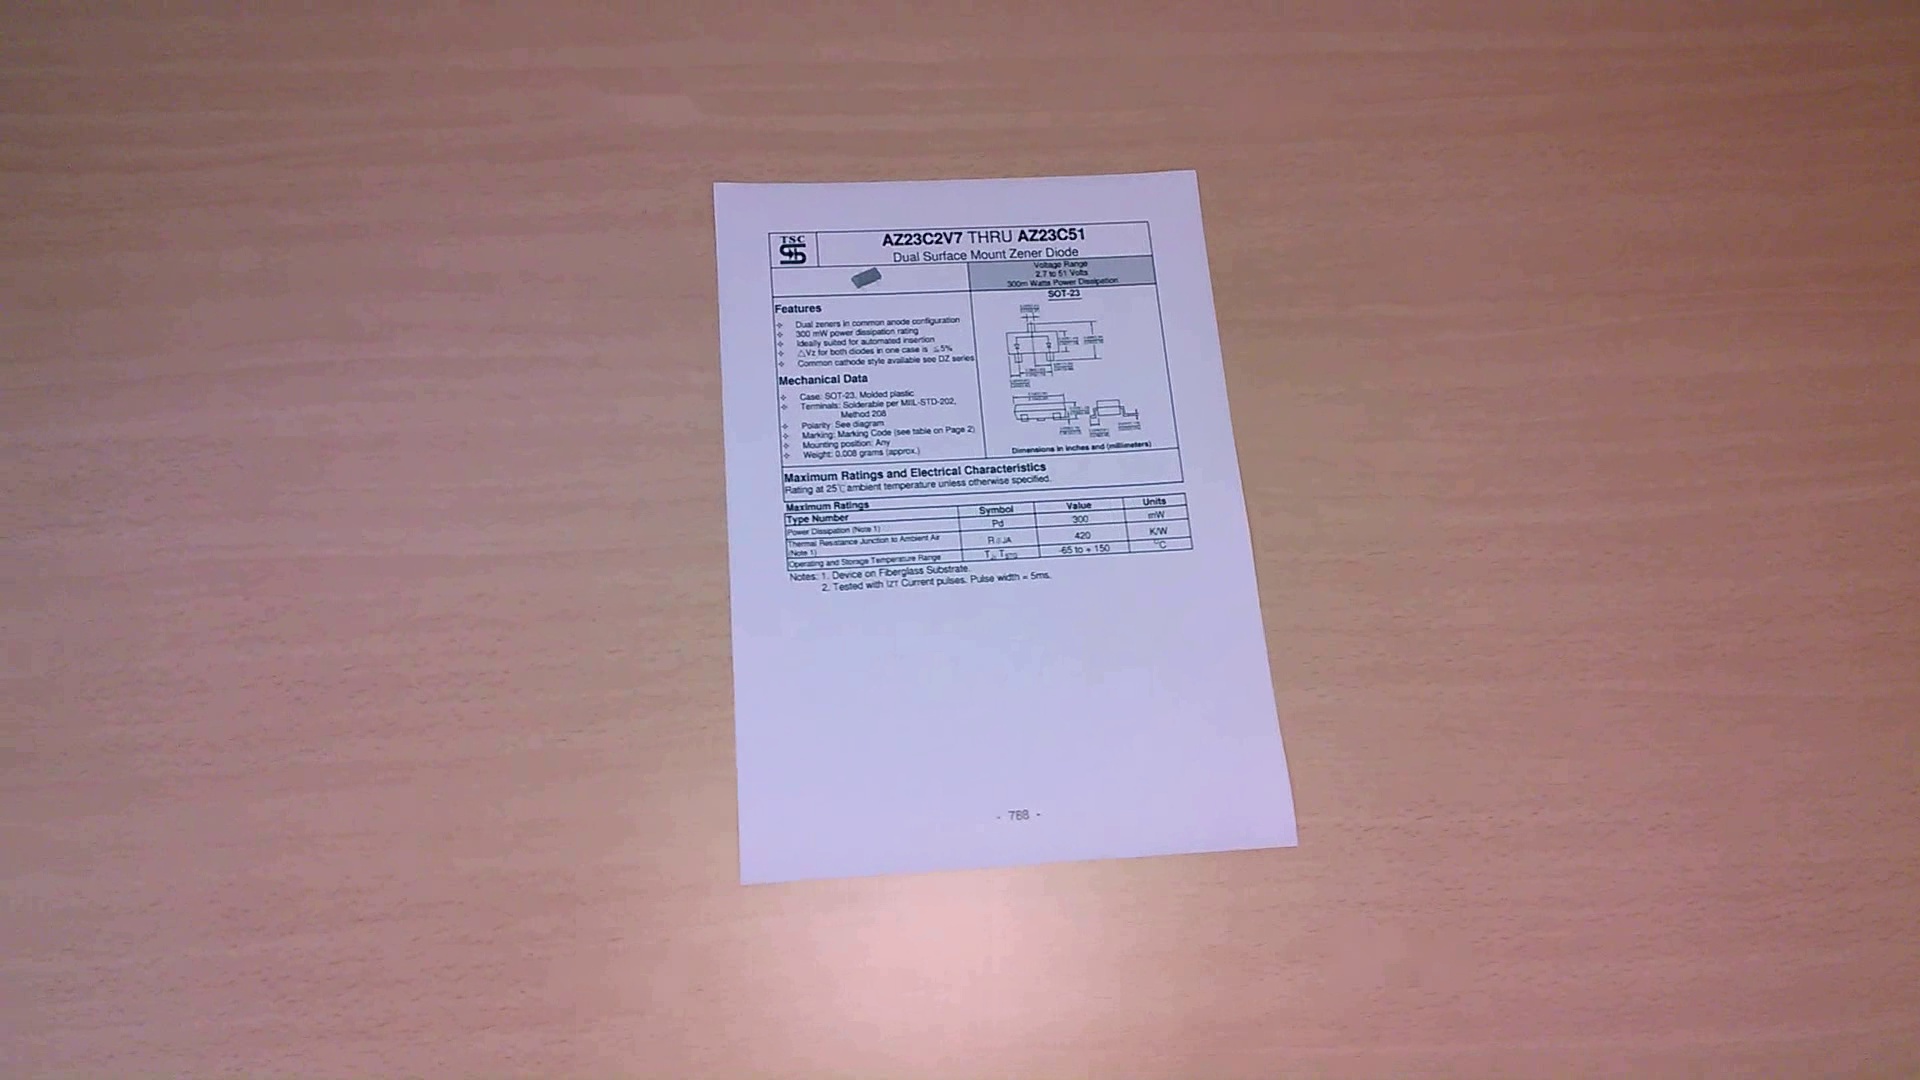 TSC
AZ23C2V7 THRU AZ23C51
Dual Surface Mount Zener Diode
Voltage Range
2.7 to 51 Volts
300m Watts Power Dissipation
SOT-23
Features
Dual zeners in common anode configuration
300 mW power dissipation rating
Ideally suited for automated insertion
△Vz for both diodes in one case is ≦5%
Common cathode style available see DZ series
Mechanical Data
Case: SOT-23, Molded plastic
Terminals: Solderable per MIIL-STD-202,
Method 208
Polarity: See diagram
Marking: Marking Code (see table on Page 2)
Mounting position: Any
Weight: 0.008 grams (approx.)
Dimensions in inches and (millimeters)
Maximum Ratings and Electrical Characteristics
Rating at 25℃ ambient temperature unless otherwise specified.
Maximum Ratings
Type Number Symbol Value Units
Power Dissipation (Note 1) Pd 300 mW
Thermal Resistance Junction to Ambient Air
(Note 1) RθJA 420 K/W
Operating and Storage Temperature Range TJ, TSTG -65 to + 150 °C
Notes: 1. Device on Fiberglass Substrate.
2. Tested with IZT Current pulses. Pulse width = 5ms.
- 788 -